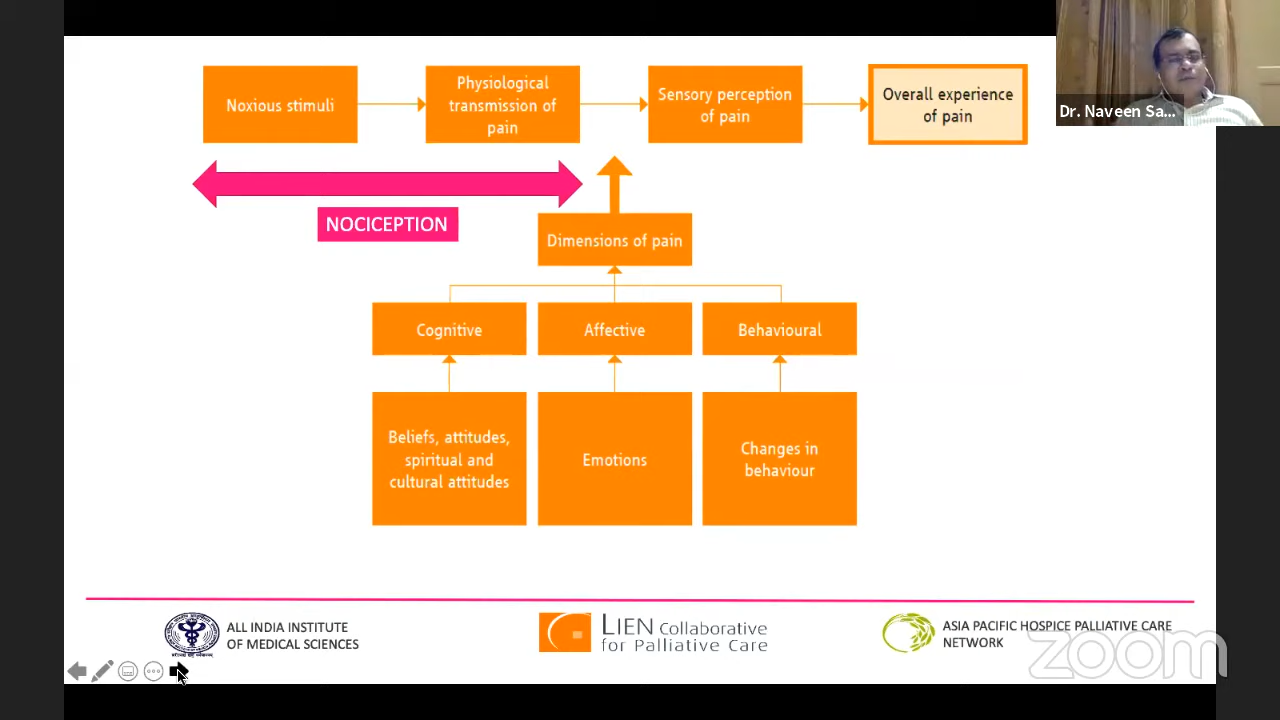 Noxious stimuli
Physiological
transmission of
pain
Sensory perception
of pain
Overall experience
of pain
Dr. Naveen Sa...
NOCICEPTION
Dimensions of pain
Cognitive
Affective
Behavioural
Beliefs, attitudes,
spiritual and
cultural attitudes
Emotions
Changes in
behaviour
ALL INDIA INSTITUTE
OF MEDICAL SCIENCES
LIEN Collaborative
for Palliative Care
ASIA PACIFIC HOSPICE PALLIATIVE CARE
NETWORK
zoom